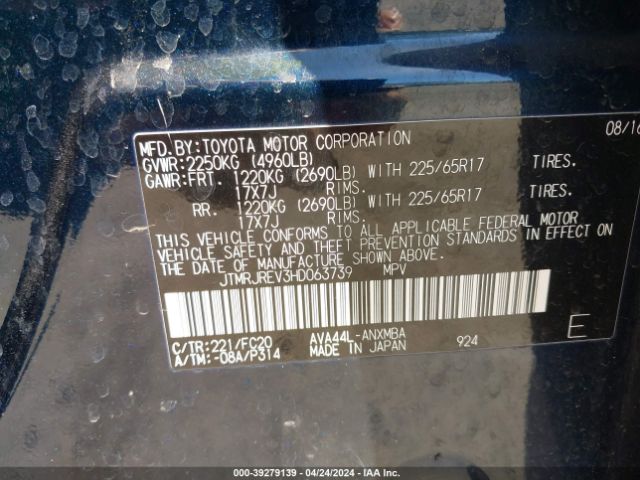 MFD.BY:TOYOTA MOTOR CORPORATION 08/16
GVWR:2250KG (4960LB)
GAWR:FRT. 1220KG (2690LB) WITH 225/65R17 TIRES.
17X7J RIMS.
RR. 1220KG (2690LB) WITH 225/65R17 TIRES.
17X7J RIMS.
THIS VEHICLE CONFORMS TO ALL APPLICABLE FEDERAL MOTOR
VEHICLE SAFETY AND THEFT PREVENTION STANDARDS IN EFFECT ON
THE DATE OF MANUFACTURE SHOWN ABOVE.
JTMRJREV3HD063739 MPV
C/TR:221/FC20 AVA44L-ANXMBA E
A/TM:-08A/P314 MADE IN JAPAN 924
000-39279139 - 04/24/2024 - IAA Inc.